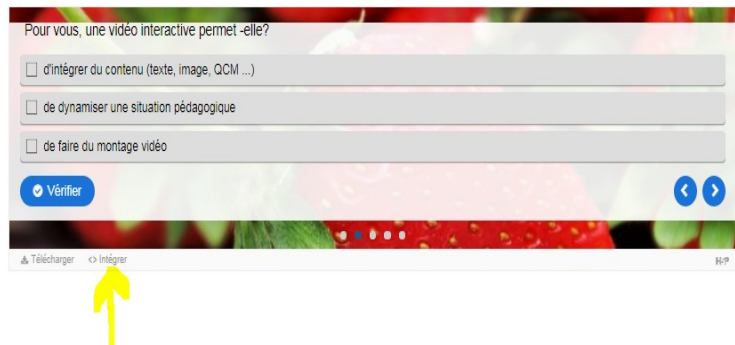 Pour vous, une vidéo interactive permet -elle?
d'intégrer du contenu (texte, image, QCM ...)
de dynamiser une situation pédagogique
de faire du montage vidéo
Vérifier
Télécharger <> Intégrer H5P